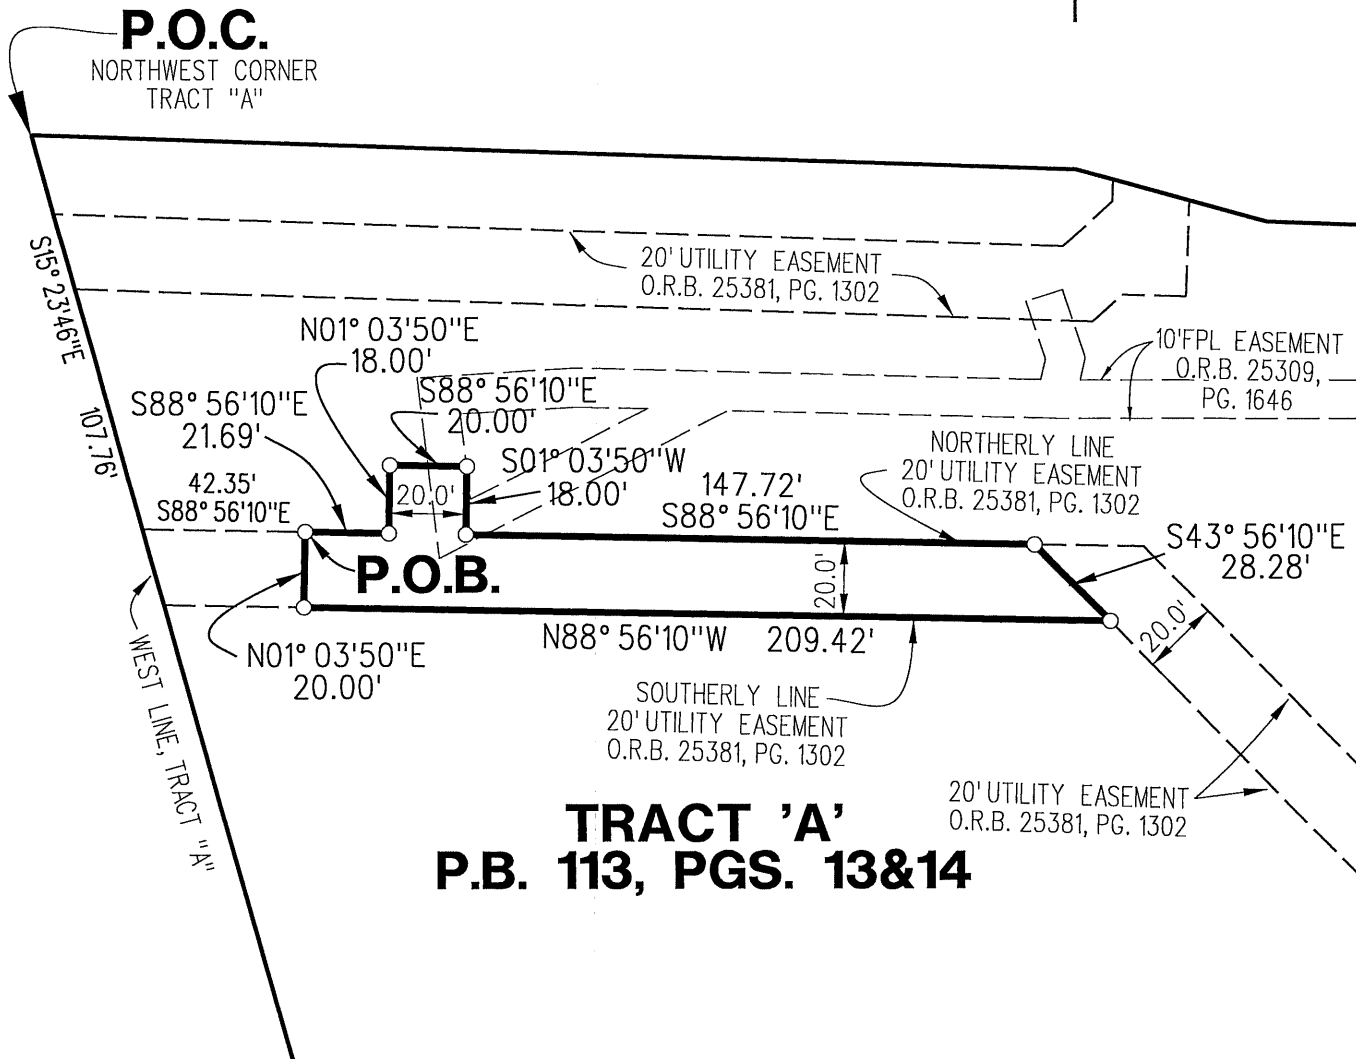 P.O.C.
NORTHWEST CORNER
TRACT "A"
20' UTILITY EASEMENT
O.R.B. 25381, PG. 1302
S15° 23'46"E
107.76'
N01° 03'50"E
18.00'
S88° 56'10"E
20.00'
10'FPL EASEMENT
O.R.B. 25309,
PG. 1646
S88° 56'10"E
21.69'
42.35'
S88° 56'10"E
20.0'
S01° 03'50"W
18.00'
147.72'
S88° 56'10"E
NORTHERLY LINE
20' UTILITY EASEMENT
O.R.B. 25381, PG. 1302
S43° 56'10"E
28.28'
P.O.B.
20.0'
20.0'
N01° 03'50"E
20.00'
N88° 56'10"W 209.42'
WEST LINE, TRACT "A"
SOUTHERLY LINE
20' UTILITY EASEMENT
O.R.B. 25381, PG. 1302
20' UTILITY EASEMENT
O.R.B. 25381, PG. 1302
TRACT 'A'
P.B. 113, PGS. 13&14